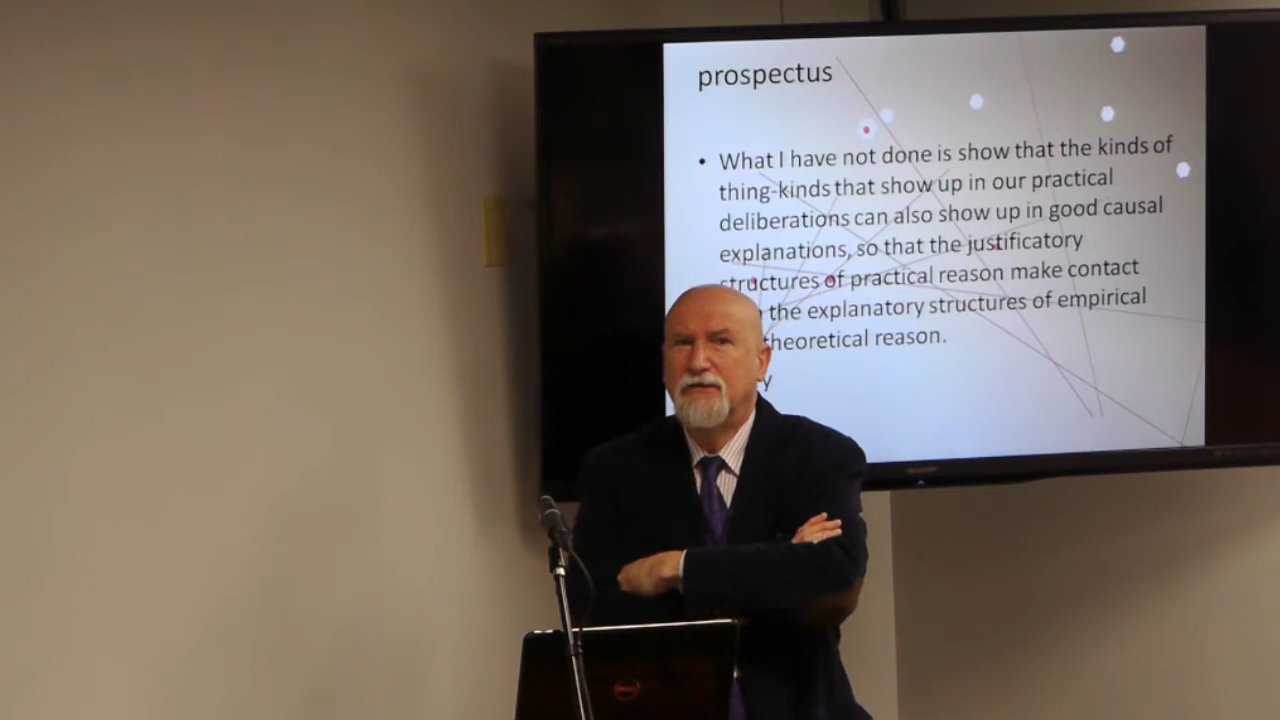 prospectus
• What I have not done is show that the kinds of
thing-kinds that show up in our practical
deliberations can also show up in good causal
explanations, so that the justificatory
structures of practical reason make contact
the explanatory structures of empirical
theoretical reason.
y
DELL